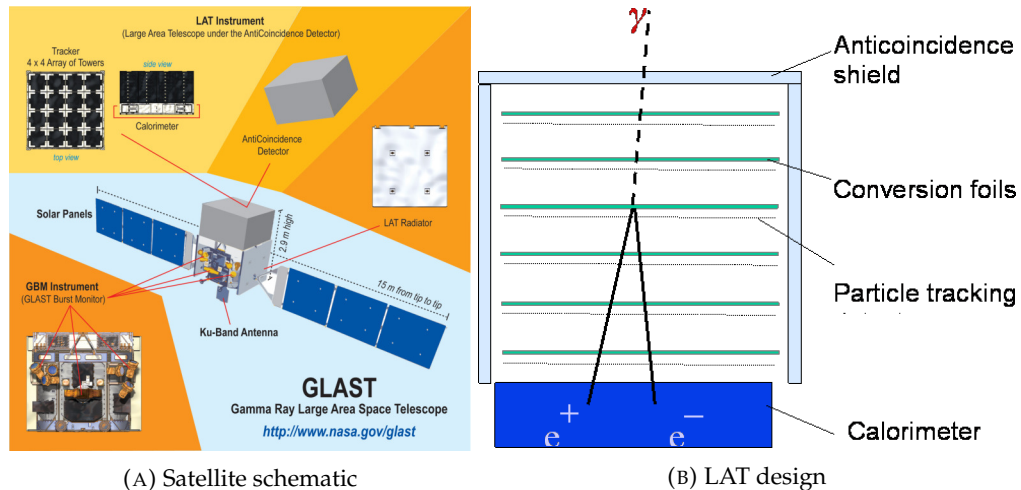 LAT Instrument
(Large Area Telescope under the AntiCoincidence Detector)
Tracker
4 x 4 Array of Towers
side view
Calorimeter
top view
AntiCoincidence
Detector
LAT Radiator
Solar Panels
2.9 m high
15 m from tip to tip
GBM Instrument
(GLAST Burst Monitor)
Ku-Band Antenna
GLAST
Gamma Ray Large Area Space Telescope
http://www.nasa.gov/glast
(A) Satellite schematic
γ
Anticoincidence
shield
Conversion foils
Particle tracking
Calorimeter
e+ e−
(B) LAT design